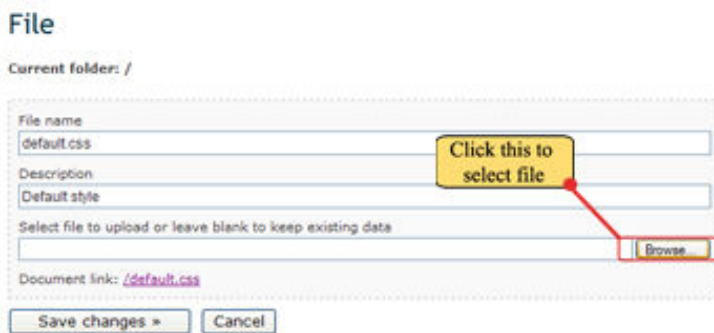 File
Current folder: /
File name
default.css
Click this to
select file
Description
Default style
Select file to upload or leave blank to keep existing data
Browse...
Document link: /default.css
Save changes »
Cancel